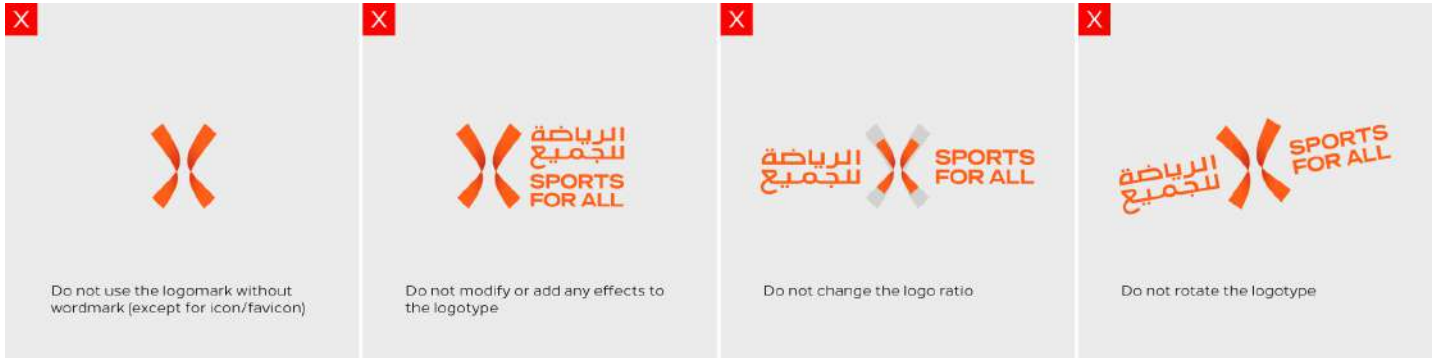 X
Do not use the logomark without
wordmark (except for icon/favicon)
X
الرياضة
للجميع
SPORTS
FOR ALL
Do not modify or add any effects to
the logotype
X
الرياضة
للجميع
SPORTS
FOR ALL
Do not change the logo ratio
X
الرياضة
للجميع
SPORTS
FOR ALL
Do not rotate the logotype